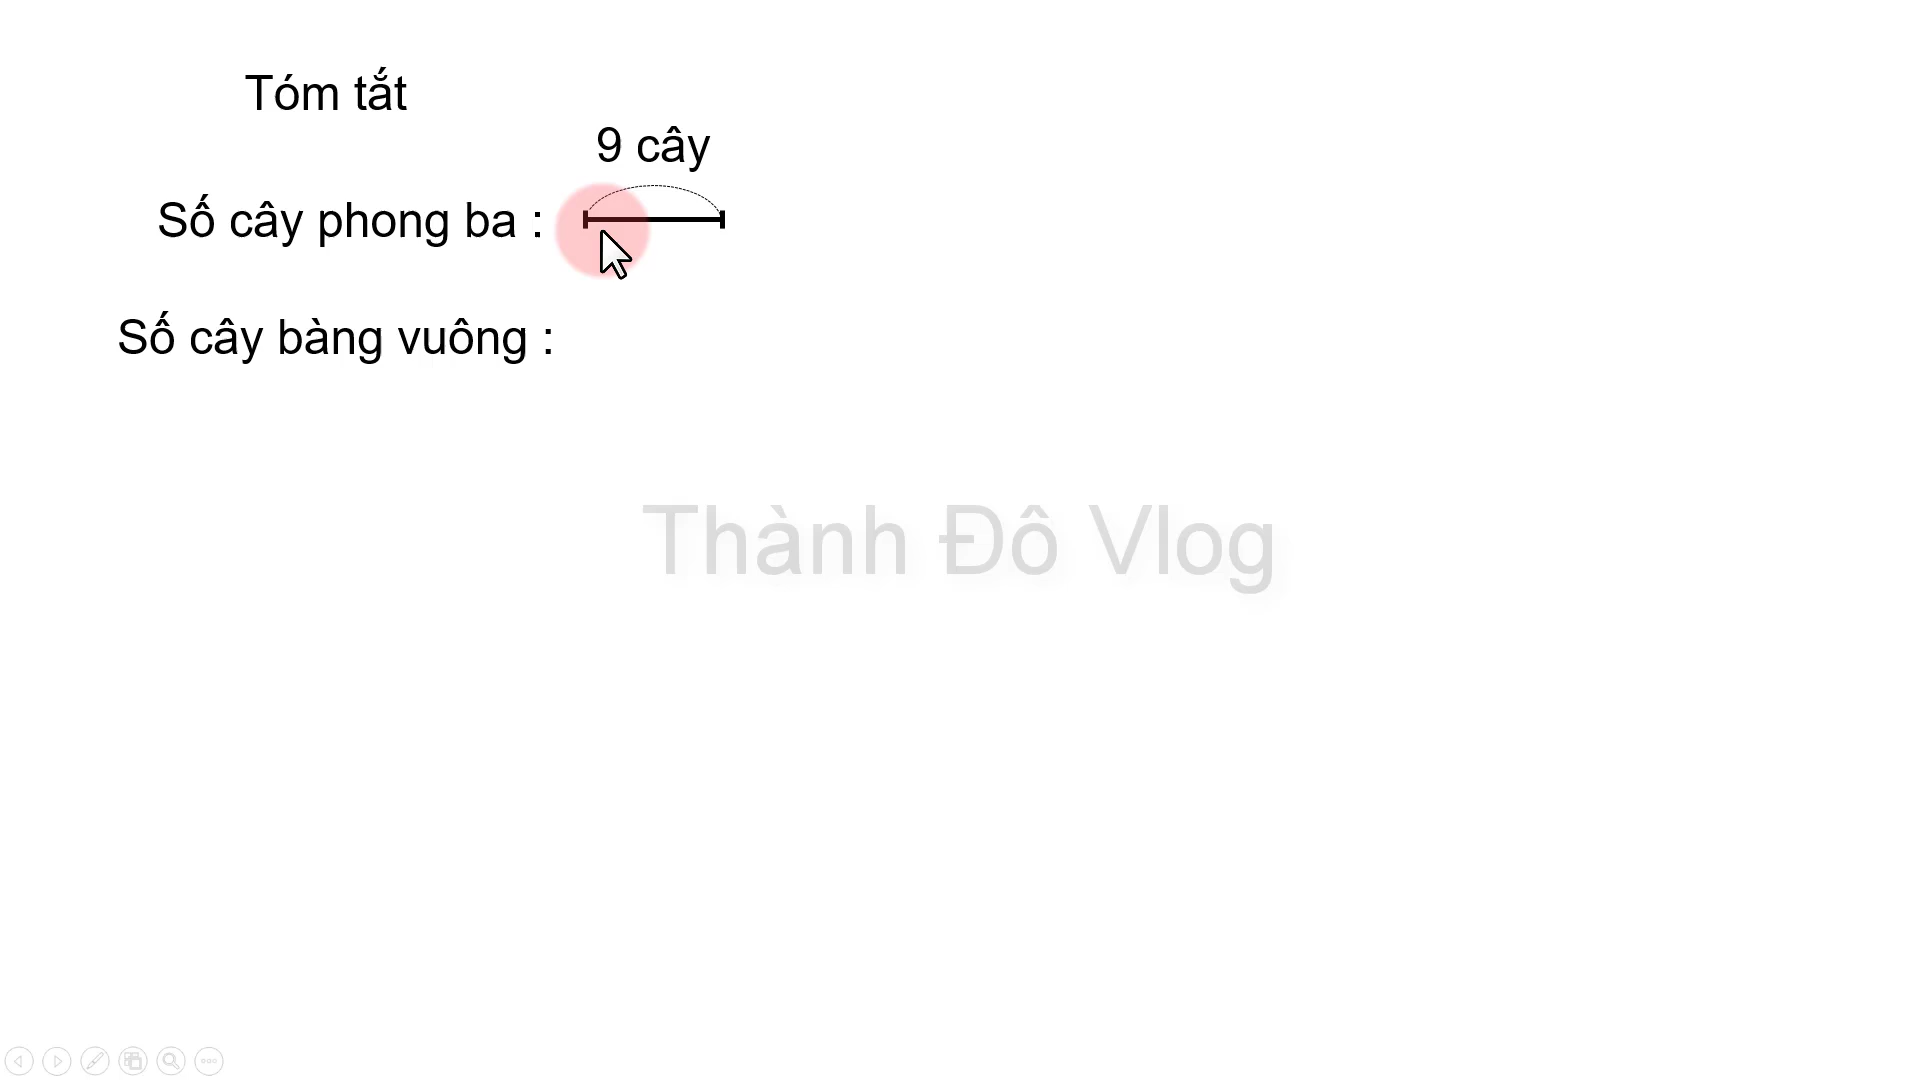 Tóm tắt
9 cây
Số cây phong ba :
Số cây bàng vuông :
Thành Đô Vlog